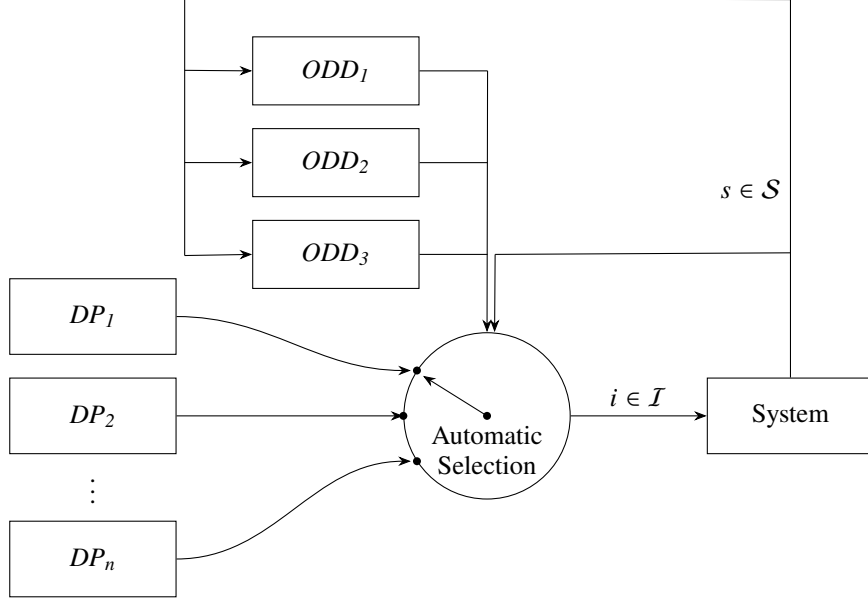 ODD₁
ODD₂
s ∈ 𝒮
ODD₃
DP₁
DP₂
i ∈ ℐ
System
Automatic
Selection
⋮
DPₙ